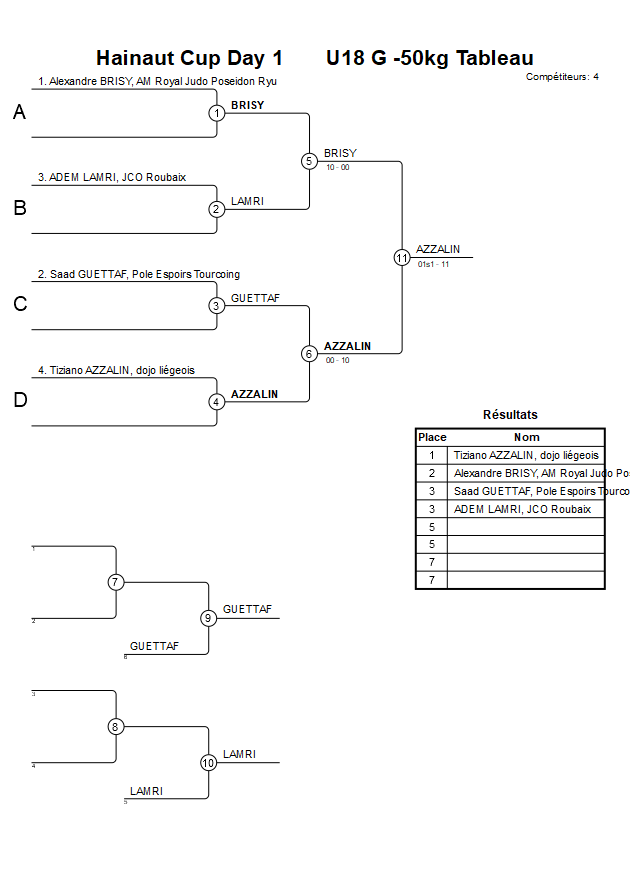 Hainaut Cup Day 1 U18 G -50kg Tableau
Compétiteurs: 4
1. Alexandre BRISY, AM Royal Judo Poseidon Ryu
A
1
BRISY
5
BRISY
10 - 00
3. ADEM LAMRI, JCO Roubaix
B
2
LAMRI
11
AZZALIN
01s1 - 11
2. Saad GUETTAF, Pole Espoirs Tourcoing
C
3
GUETTAF
6
AZZALIN
00 - 10
4. Tiziano AZZALIN, dojo liégeois
D
4
AZZALIN
Résultats
Place Nom
1 Tiziano AZZALIN, dojo liégeois
2 Alexandre BRISY, AM Royal Judo Pos
3 Saad GUETTAF, Pole Espoirs Tourco
3 ADEM LAMRI, JCO Roubaix
5
5
7
7
1
7
2
GUETTAF
9
GUETTAF
6
3
8
4
LAMRI
10
LAMRI
5